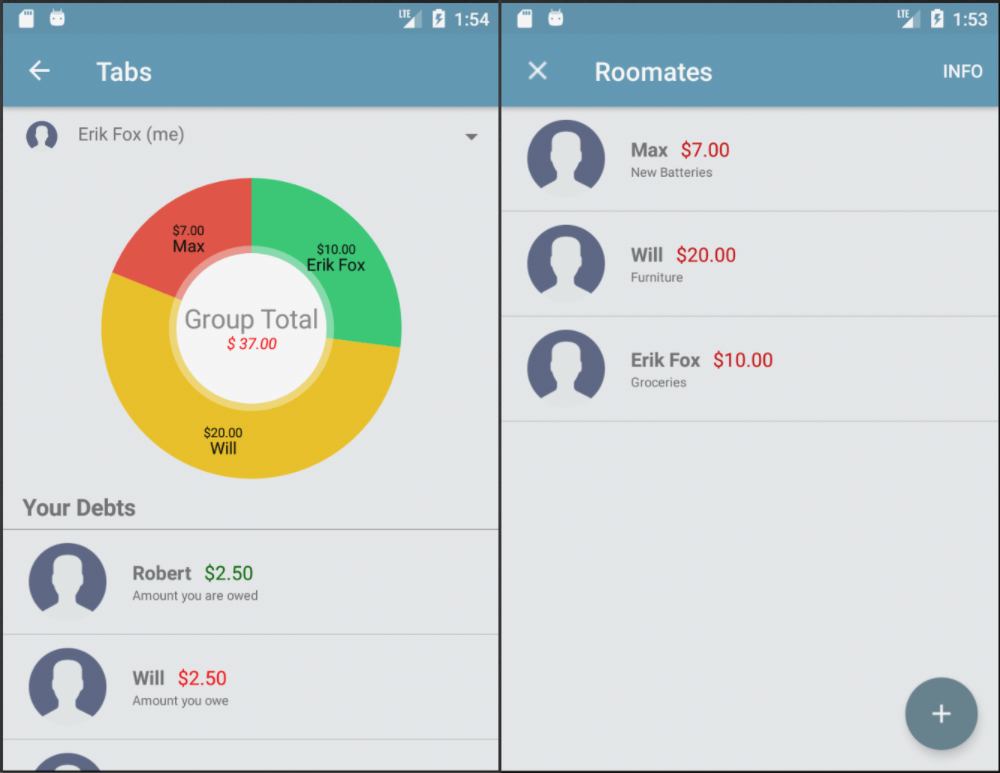 LTE 1:54
Tabs
Erik Fox (me)
$7.00
Max
$10.00
Erik Fox
Group Total
$ 37.00
$20.00
Will
Your Debts
Robert $2.50
Amount you are owed
Will $2.50
Amount you owe
LTE 1:53
Roomates INFO
Max $7.00
New Batteries
Will $20.00
Furniture
Erik Fox $10.00
Groceries
+